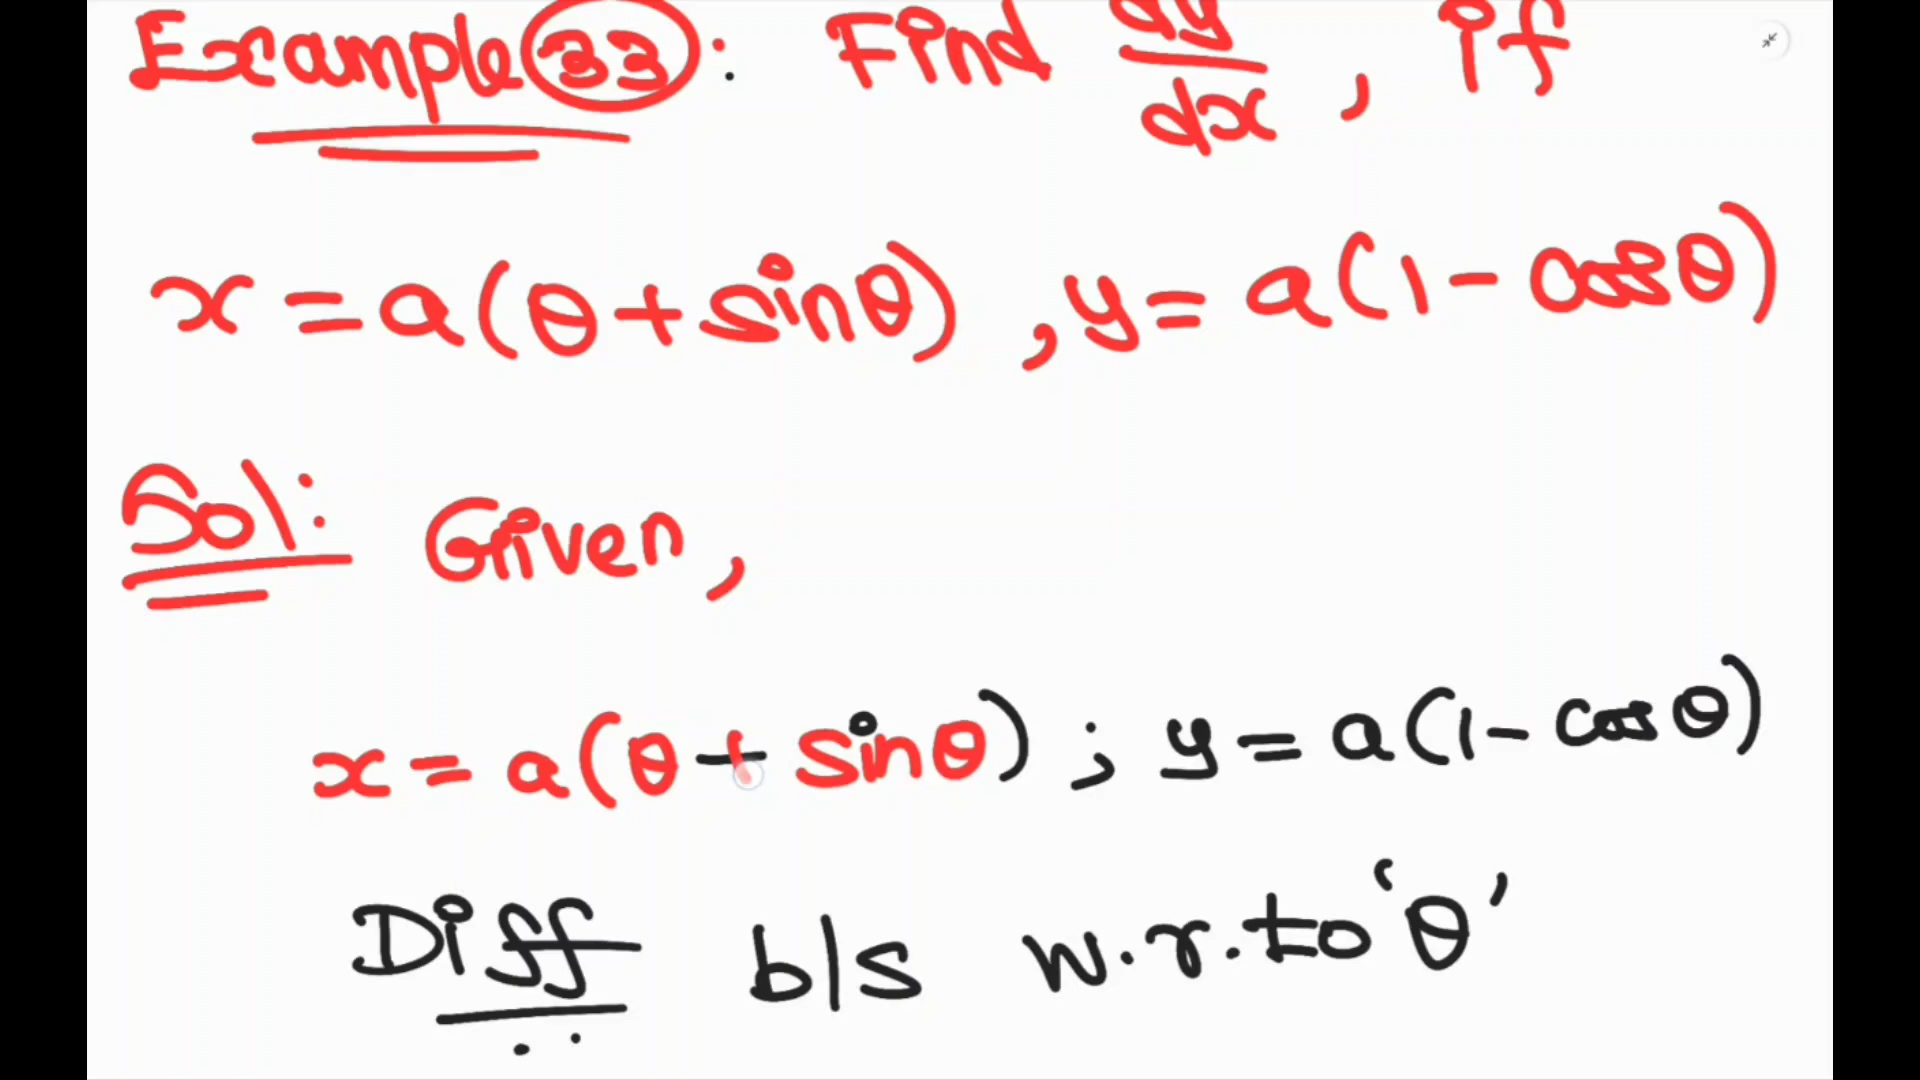 Example 33 : Find dy/dx , if
x = a(θ + sinθ) , y = a(1 - cosθ)
Sol: Given,
x = a(θ + sinθ) ; y = a(1 - cosθ)
Diff b/s w.r.to 'θ'